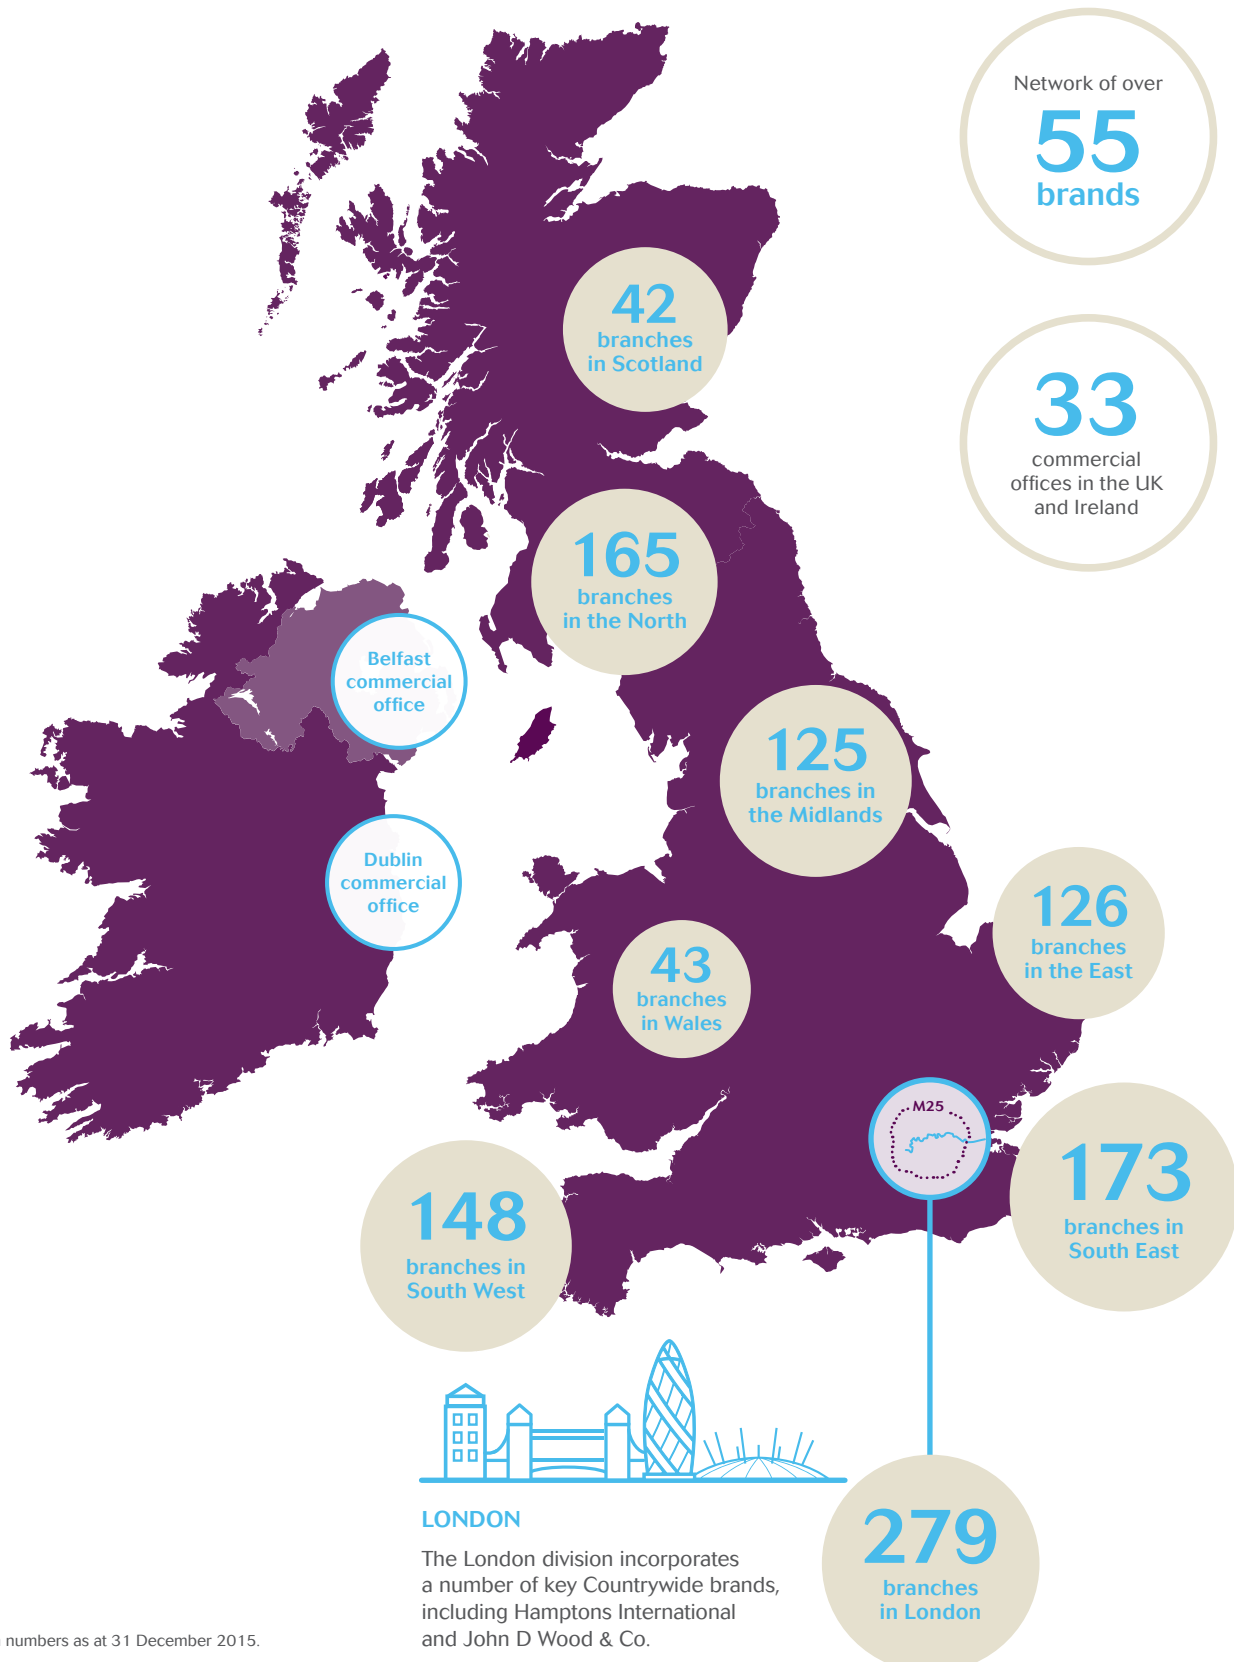 Network of over
55
brands
42
branches
in Scotland
33
commercial
offices in the UK
and Ireland
165
branches
in the North
Belfast
commercial
office
125
branches in
the Midlands
Dublin
commercial
office
126
branches
in the East
43
branches
in Wales
M25
173
branches in
South East
148
branches in
South West
LONDON
The London division incorporates
a number of key Countrywide brands,
including Hamptons International
and John D Wood & Co.
279
branches
in London
numbers as at 31 December 2015.